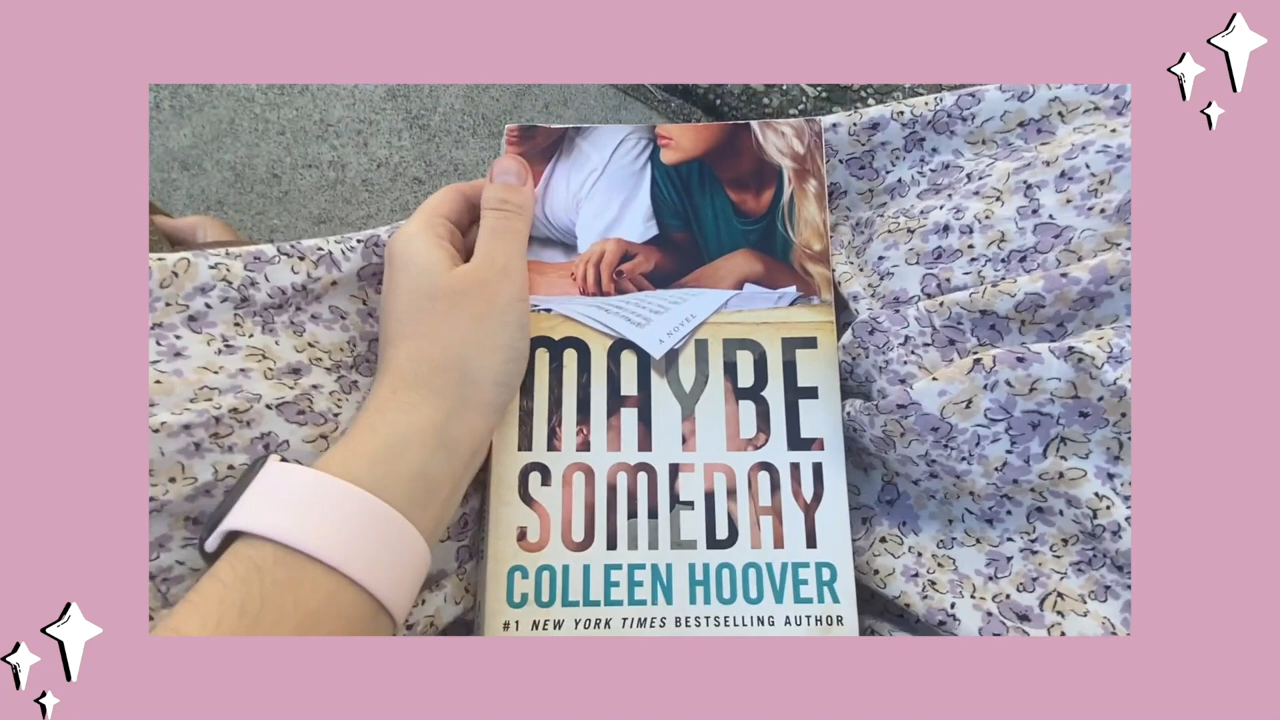 A NOVEL
MAYBE
SOMEDAY
COLLEEN HOOVER
#1 NEW YORK TIMES BESTSELLING AUTHOR